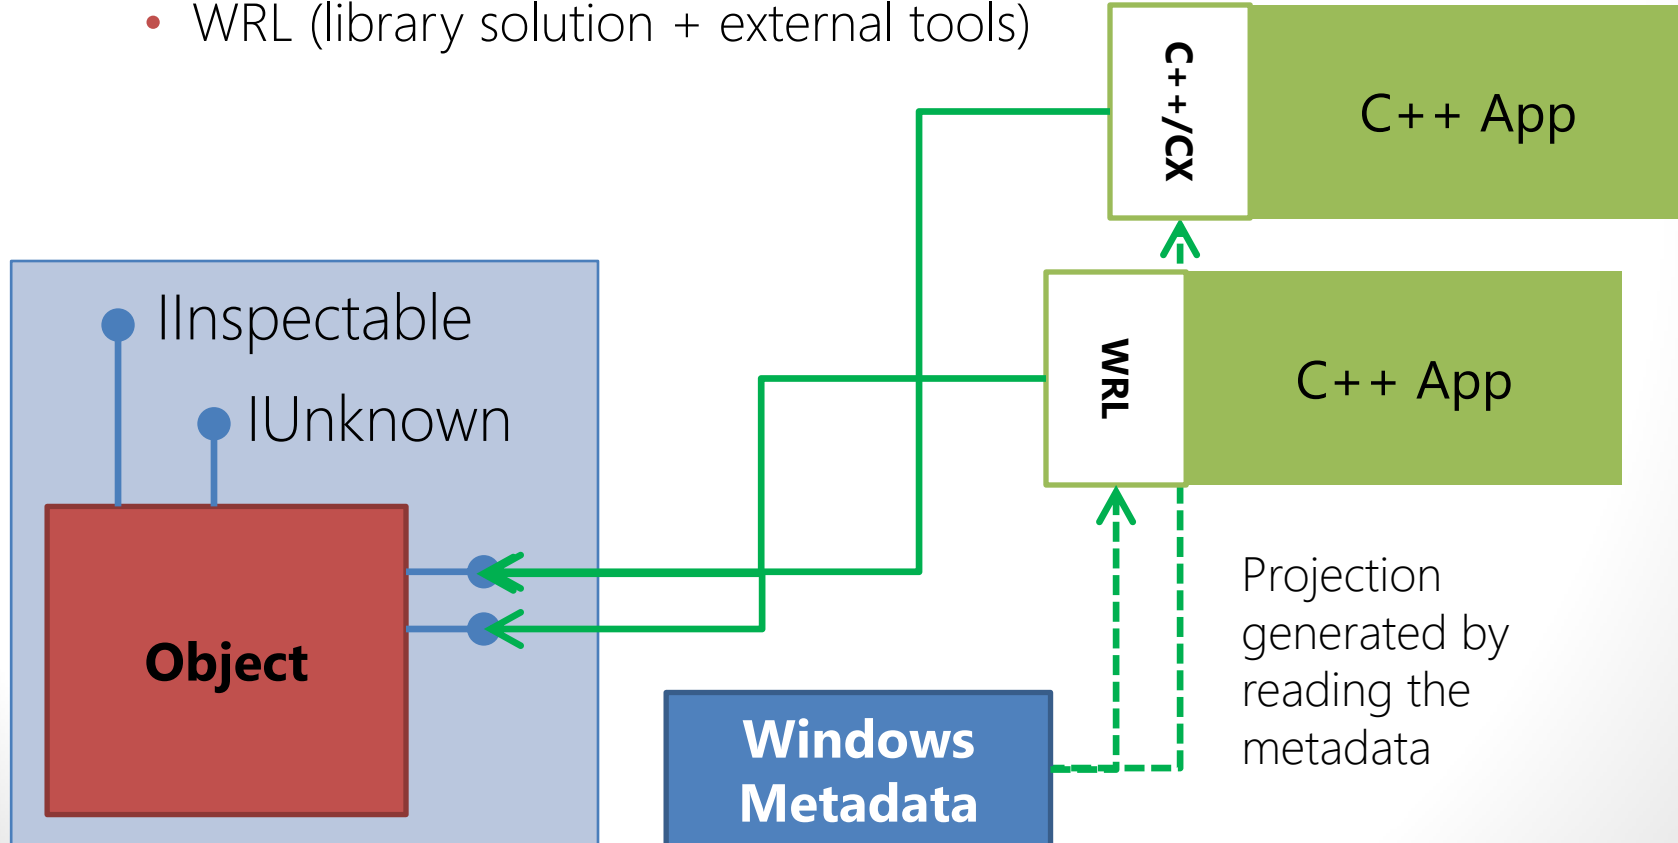 • WRL (library solution + external tools)
C++/CX
C++ App
IInspectable
IUnknown
WRL
C++ App
Object
Projection
generated by
reading the
metadata
Windows
Metadata